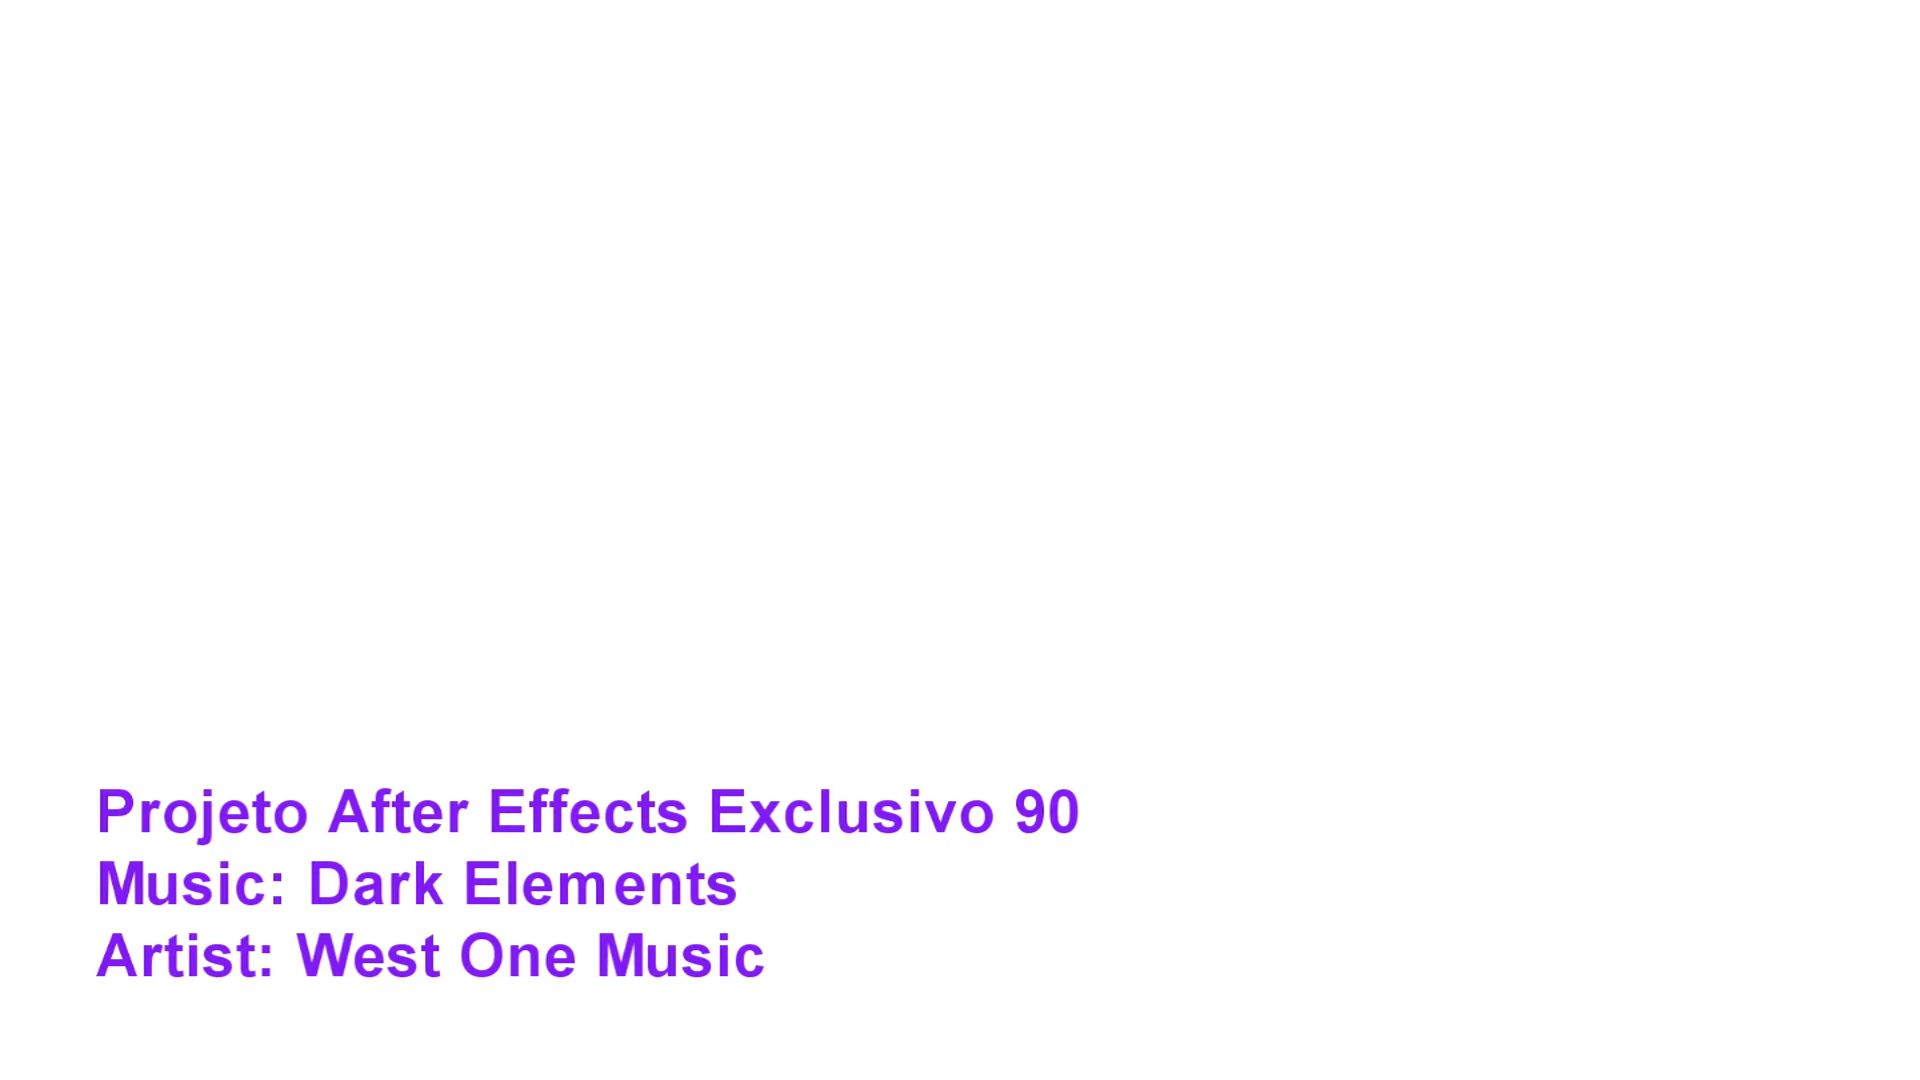 Projeto After Effects Exclusivo 90
Music: Dark Elements
Artist: West One Music